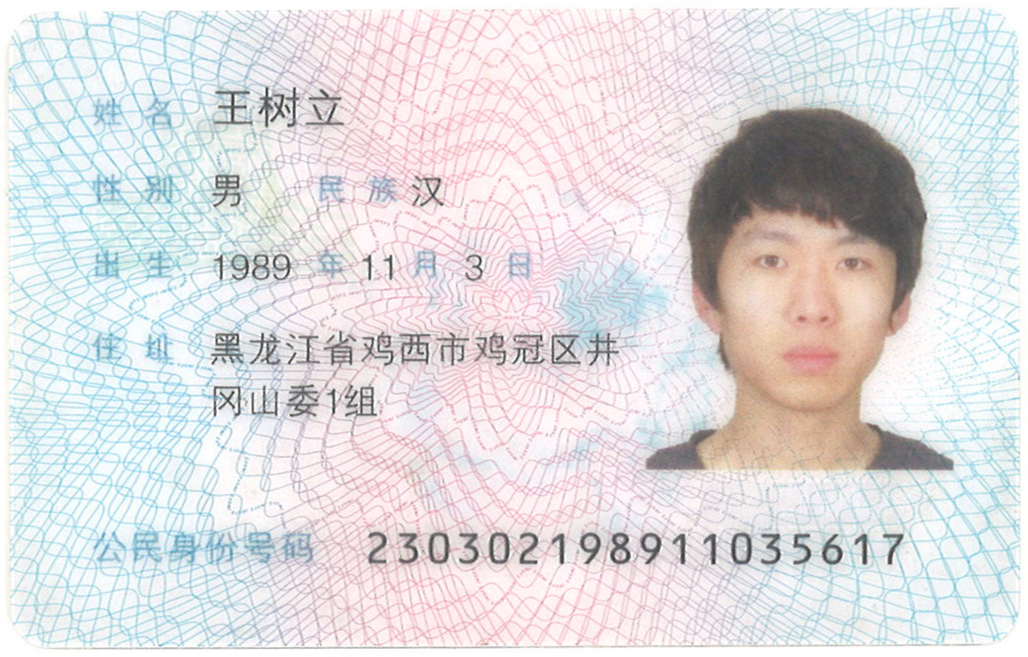 姓名 王树立
性别 男 民族 汉
出生 1989 年 11 月 3 日
住址 黑龙江省鸡西市鸡冠区井
冈山委1组
公民身份号码 230302198911035617